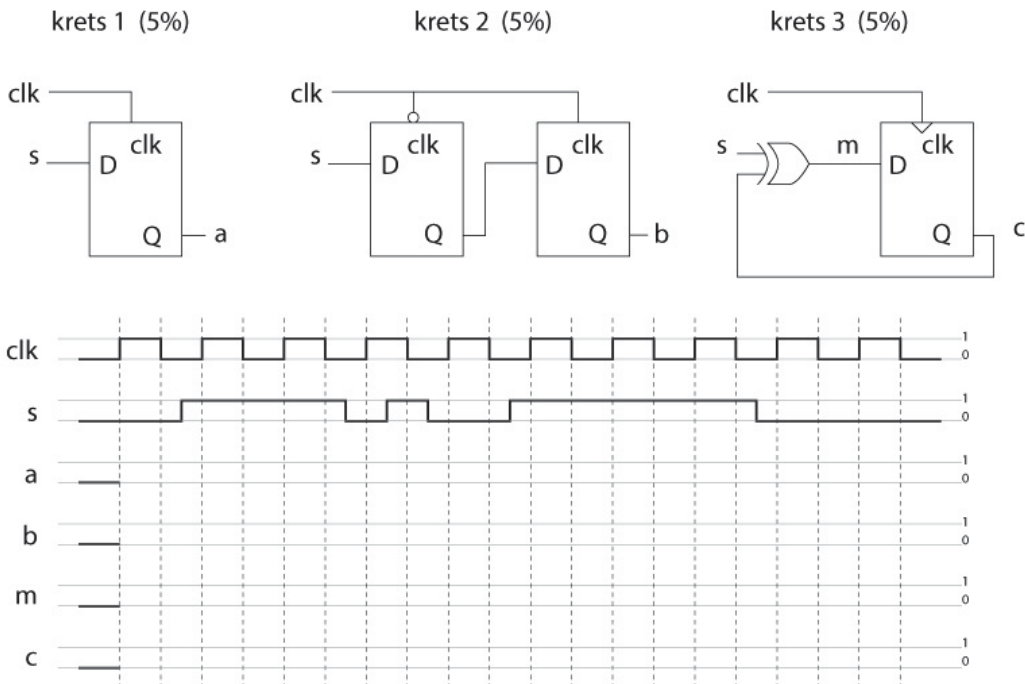 krets 1 (5%) krets 2 (5%) krets 3 (5%)
clk clk clk
clk clk clk clk
s D s D D s m D
Q a Q Q b Q c
clk 1
0
s 1
0
a 1
0
b 1
0
m 1
0
c 1
0